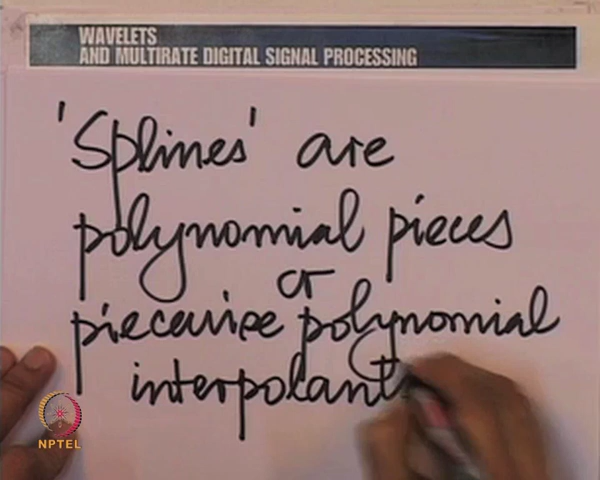 WAVELETS
AND MULTIRATE DIGITAL SIGNAL PROCESSING
'Splines' are
polynomial pieces
or
piecewise polynomial
interpolant
NPTEL